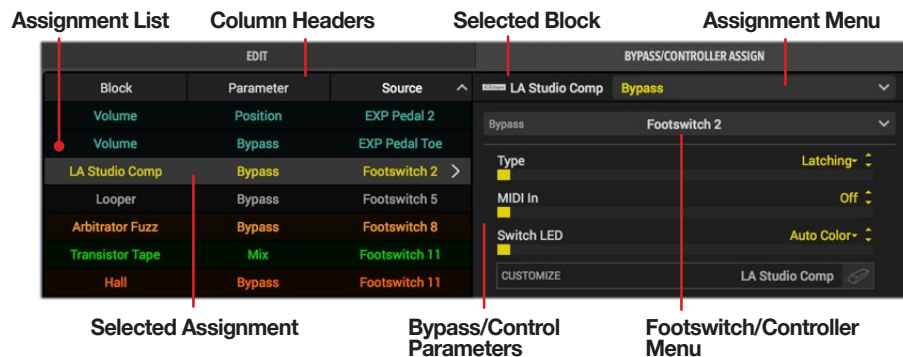 Assignment List Column Headers Selected Block Assignment Menu
EDIT BYPASS/CONTROLLER ASSIGN
Block Parameter Source LA Studio Comp Bypass
Volume Position EXP Pedal 2
Bypass Footswitch 2
Volume Bypass EXP Pedal Toe
Type Latching
LA Studio Comp Bypass Footswitch 2
MIDI In Off
Looper Bypass Footswitch 5
Arbitrator Fuzz Bypass Footswitch 8
Switch LED Auto Color
Transistor Tape Mix Footswitch 11
CUSTOMIZE LA Studio Comp
Hall Bypass Footswitch 11
Selected Assignment Bypass/Control Footswitch/Controller
Parameters Menu